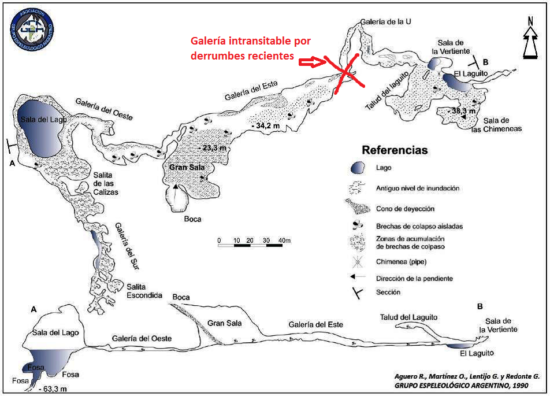 Galería de la U
Galería intransitable por
derrumbes recientes
Sala de
la Vertiente
B
El Laguito
Galería del Este
Talud del laguito
Galería del Oeste
Sala del Lago
- 38,3 m
- 34,2 m
Sala de
las Chimeneas
- 23,3 m
A
Gran Sala
Salita
de las
Calizas
Boca
Galería del Sur
Salita
Escondida
0 10 20 30 40m
Referencias
Lago
Antiguo nivel de inundación
Cono de deyección
Brechas de colapso aisladas
Zonas de acumulación
de brechas de colpaso
Chimenea (pipe)
Dirección de la pendiente
Sección
A
Boca
B
Sala del Lago
Gran Sala
Talud del Laguito
Sala de
la Vertiente
Galería del Oeste
Galería del Este
El Laguito
Fosa
Fosa
Fosa
- 63,3 m
Aguero R., Martínez O., Lentijo G. y Redonte G.
GRUPO ESPELEOLÓGICO ARGENTINO, 1990